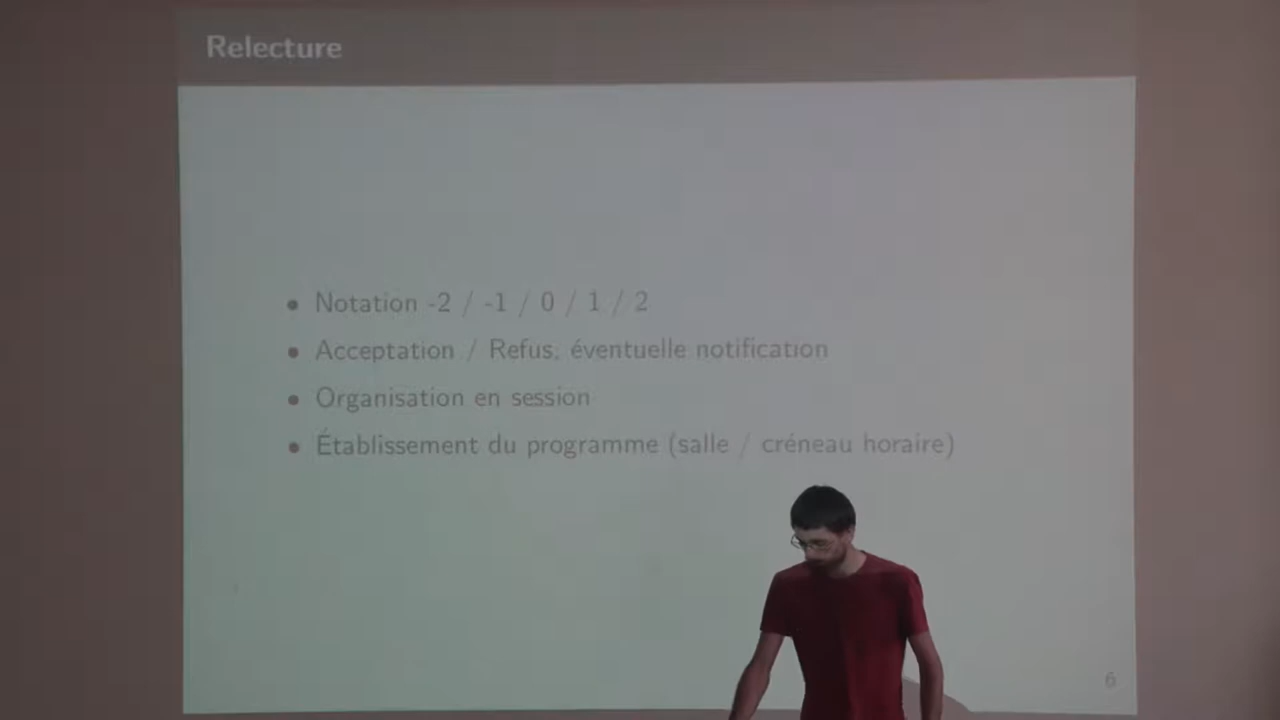 Relecture
Notation -2 / -1 / 0 / 1 / 2
Acceptation / Refus; éventuelle notification
Organisation en session
Établissement du programme (salle / créneau horaire)
6